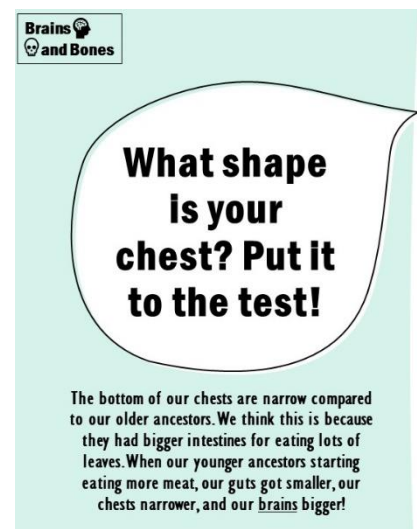 Brains
and Bones
What shape
is your
chest? Put it
to the test!
The bottom of our chests are narrow compared
to our older ancestors. We think this is because
they had bigger intestines for eating lots of
leaves. When our younger ancestors starting
eating more meat, our guts got smaller, our
chests narrower, and our brains bigger!